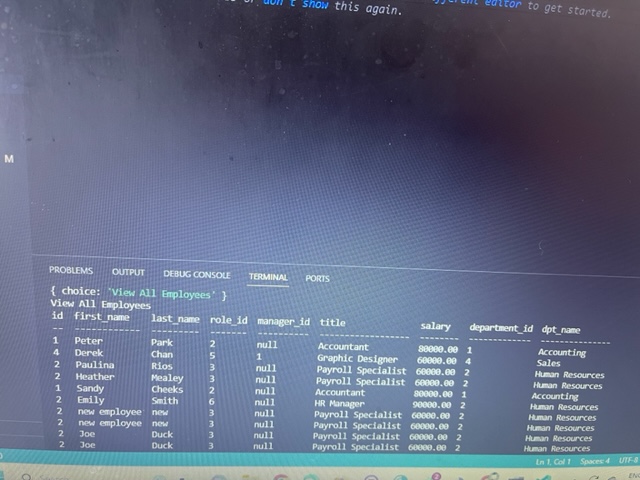 don't show this again.
different editor to get started.
M
PROBLEMS OUTPUT DEBUG CONSOLE TERMINAL PORTS
{ choice: 'View All Employees' }
View All Employees
id first_name last_name role_id manager_id title salary department_id dpt_name
-- ------------- ---------- ------- ---------- ------------------ -------- ------------- ---------------
1 Peter Park 2 null Accountant 80000.00 1 Accounting
4 Derek Chan 5 1 Graphic Designer 60000.00 4 Sales
2 Paulina Rios 3 null Payroll Specialist 60000.00 2 Human Resources
2 Heather Mealey 3 null Payroll Specialist 60000.00 2 Human Resources
1 Sandy Cheeks 2 null Accountant 80000.00 1 Accounting
2 Emily Smith 6 null HR Manager 90000.00 2 Human Resources
2 new employee new 3 null Payroll Specialist 60000.00 2 Human Resources
2 new employee new 3 null Payroll Specialist 60000.00 2 Human Resources
2 Joe Duck 3 null Payroll Specialist 60000.00 2 Human Resources
2 Joe Duck 3 null Payroll Specialist 60000.00 2 Human Resources
Ln 1, Col 1 Spaces: 4 UTF-8